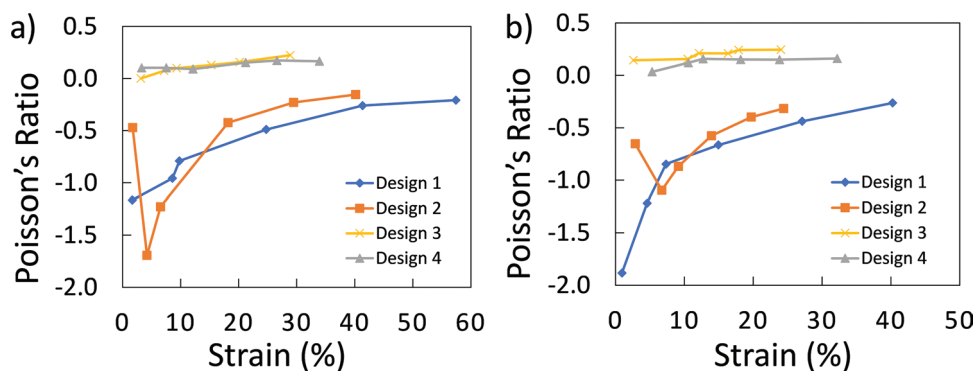 a)
Poisson's Ratio
0.5
0.0
-0.5
-1.0
-1.5
-2.0
0 10 20 30 40 50 60
Strain (%)
Design 1
Design 2
Design 3
Design 4
b)
Poisson's Ratio
0.5
0.0
-0.5
-1.0
-1.5
-2.0
0 10 20 30 40 50
Strain (%)
Design 1
Design 2
Design 3
Design 4